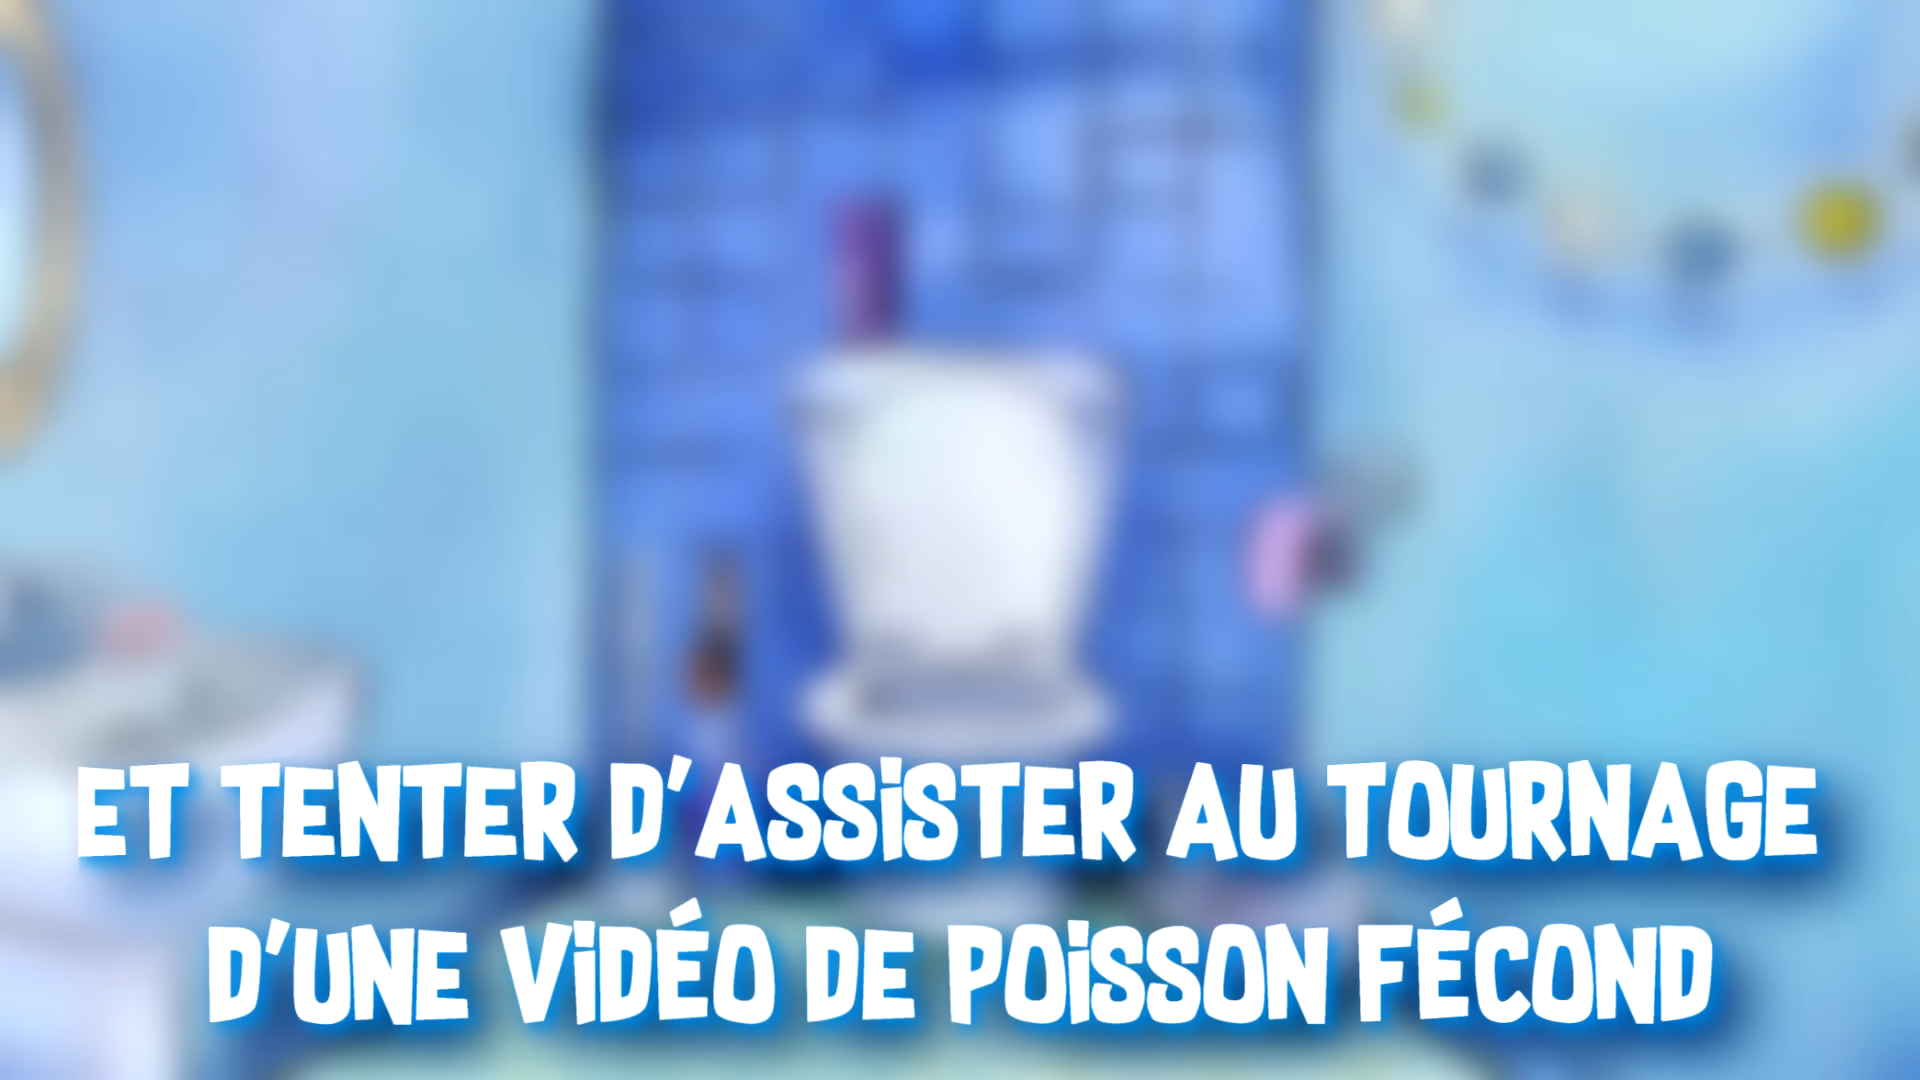 ET TENTER D'ASSiSTER AU TOURNAGE
D'UNE ViDÉO DE POiSSON FÉCOND